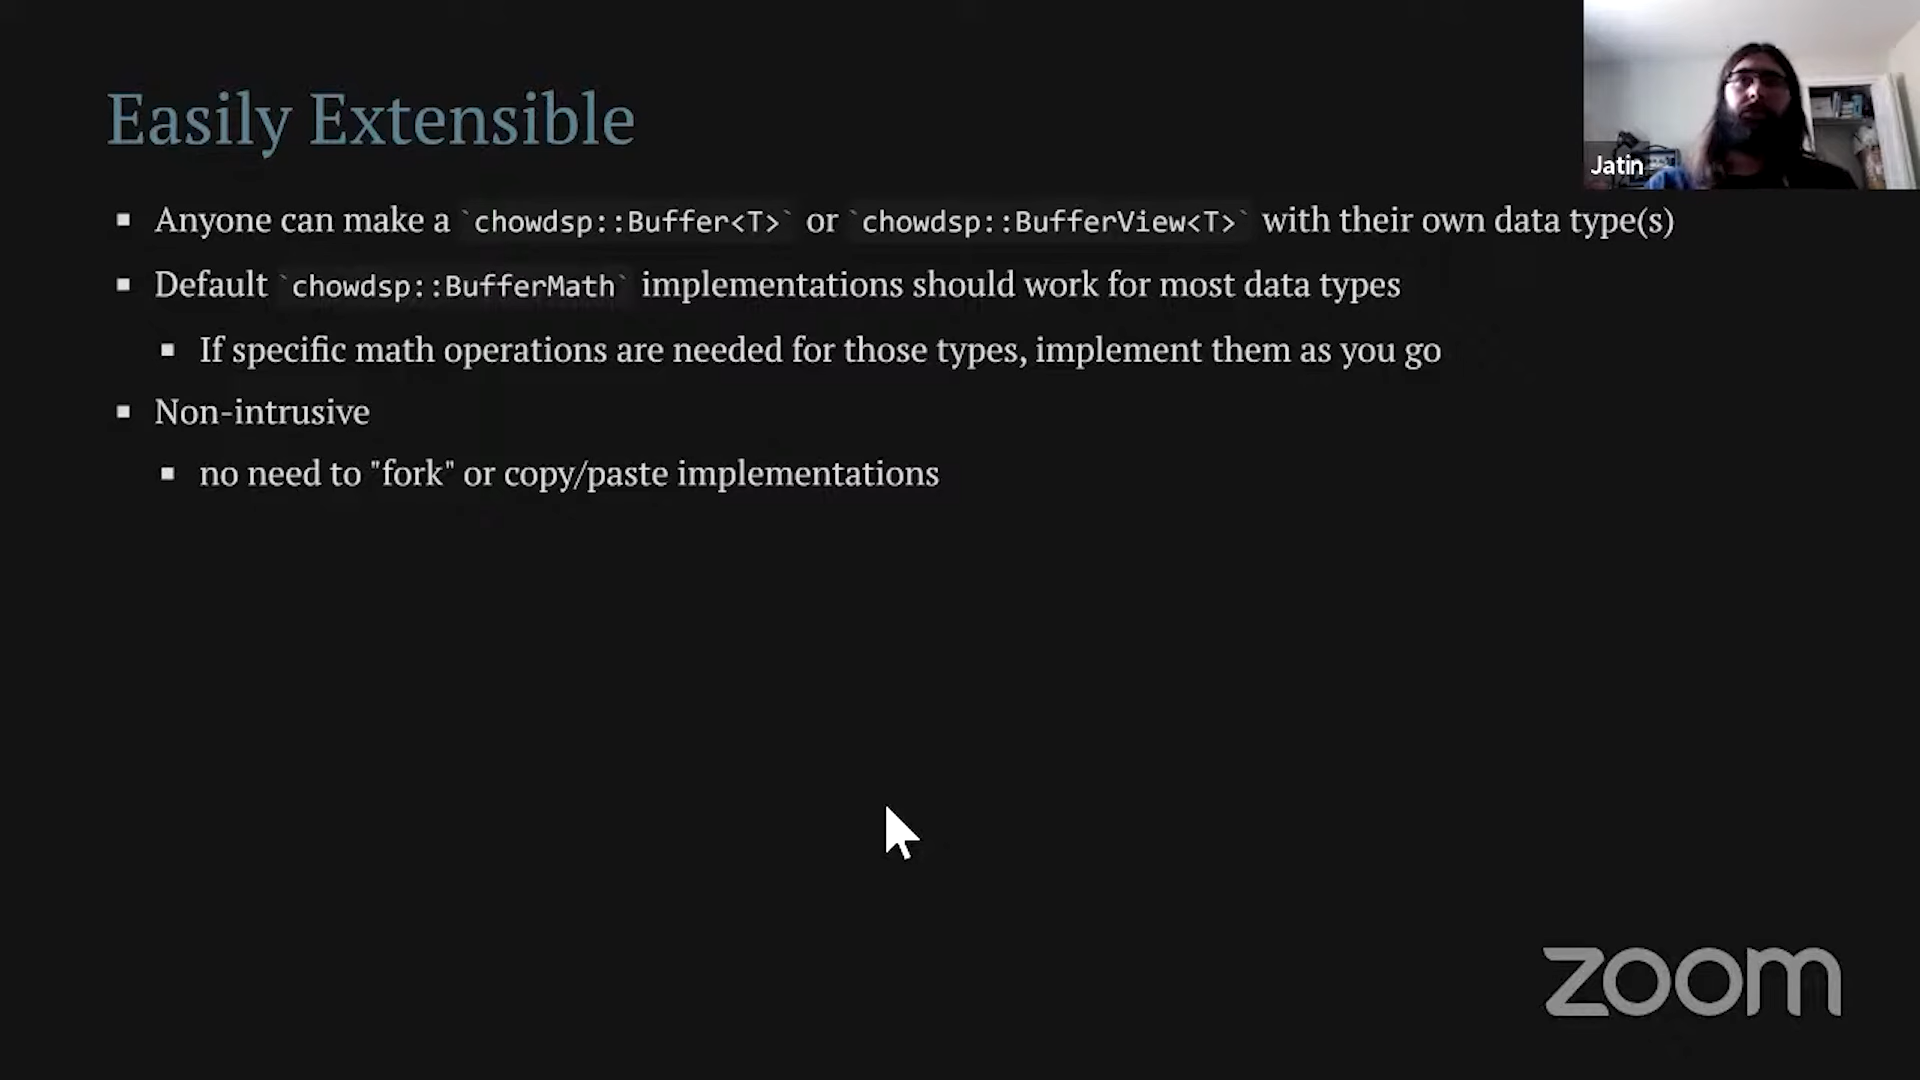 Easily Extensible
Jatin
Anyone can make a `chowdsp::Buffer<T>` or `chowdsp::BufferView<T>` with their own data type(s)
Default `chowdsp::BufferMath` implementations should work for most data types
If specific math operations are needed for those types, implement them as you go
Non-intrusive
no need to "fork" or copy/paste implementations
zoom